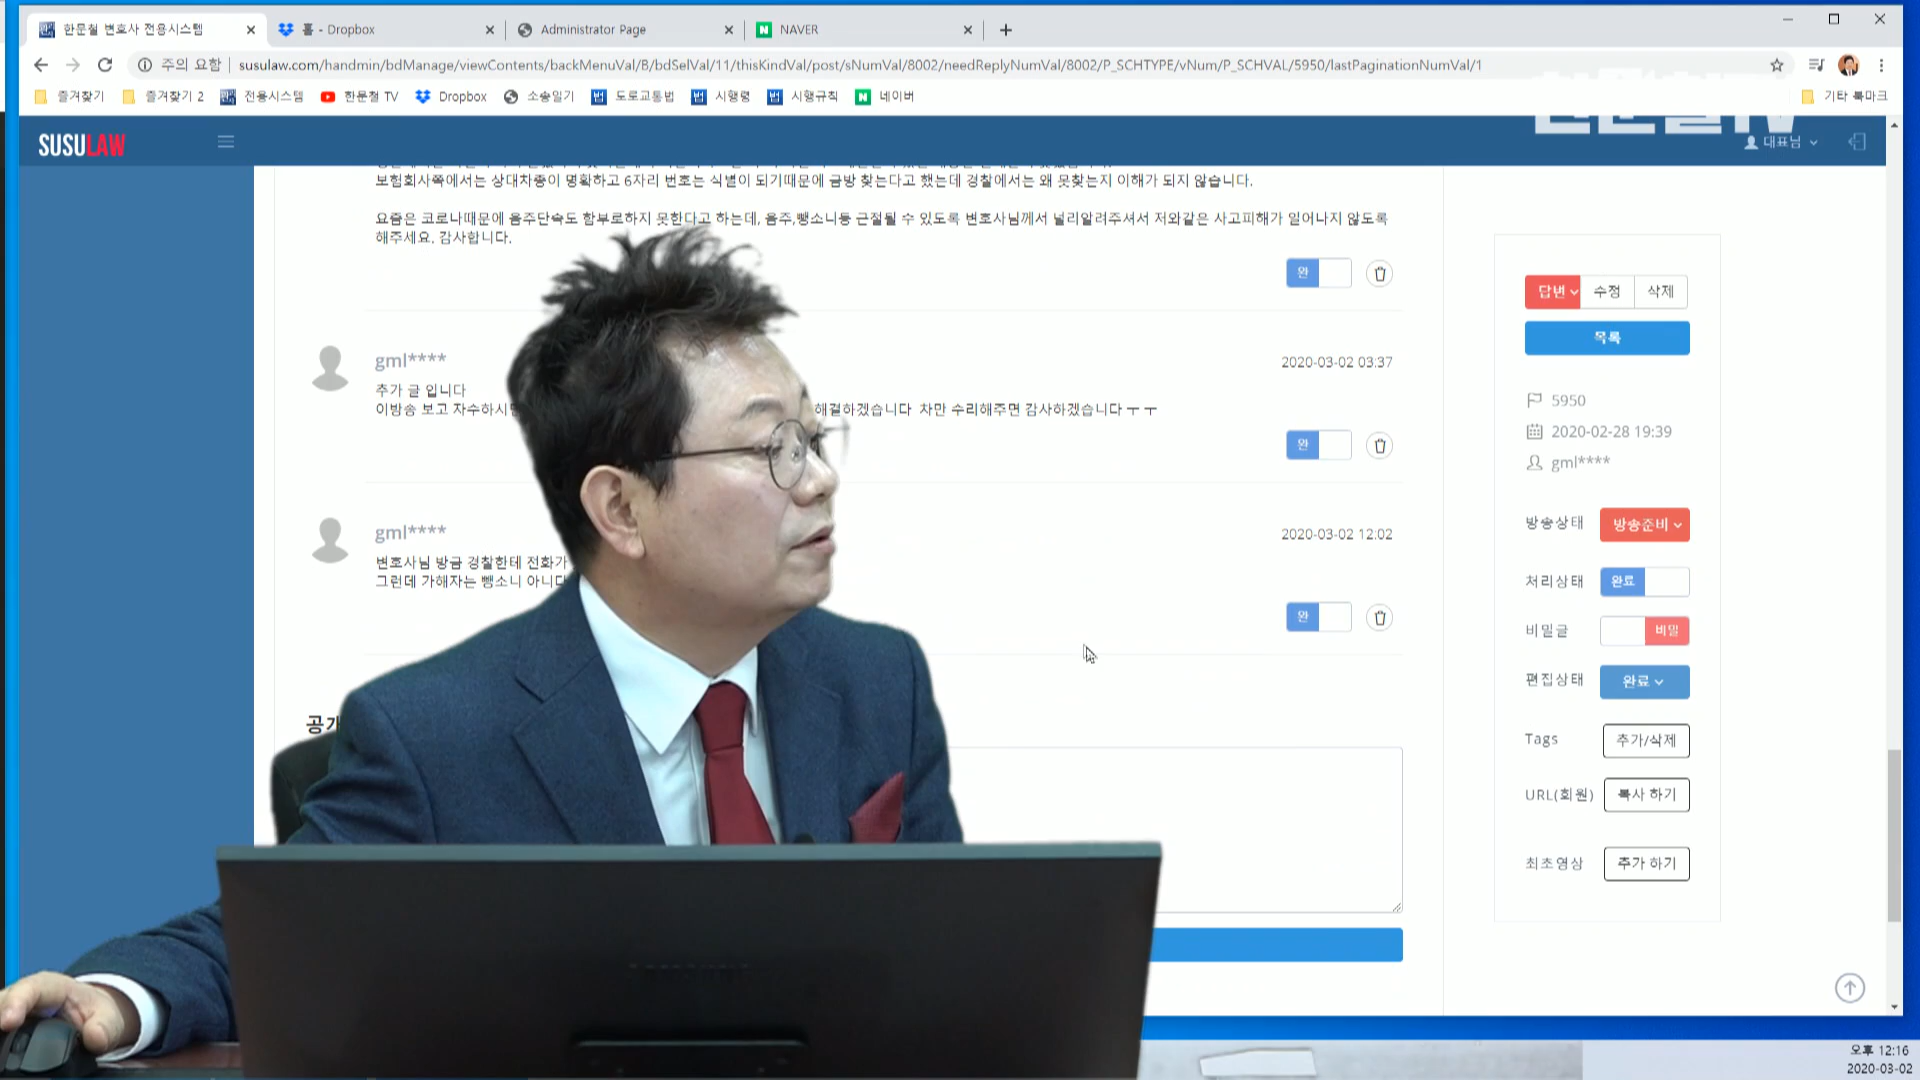 한문철 변호사 전용시스템
홈 - Dropbox
Administrator Page
NAVER
주의 요함
susulaw.com/handmin/bdManage/viewContents/backMenuVal/B/bdSelVal/11/thisKindVal/post/sNumVal/8002/needReplyNumVal/8002/P_SCHTYPE/vNum/P_SCHVAL/5950/lastPaginationNumVal/1
즐겨찾기
즐겨찾기 2
전용시스템
한문철 TV
Dropbox
소송일기
법 도로교통법
법 시행령
법 시행규칙
네이버
기타 북마크
SUSULAW
한문철TV
대표님
보험회사쪽에서는 상대차종이 명확하고 6자리 번호는 식별이 되기때문에 금방 찾는다고 했는데 경찰에서는 왜 못찾는지 이해가 되지 않습니다.
요즘은 코로나때문에 음주단속도 함부로하지 못한다고 하는데, 음주,뺑소니등 근절될 수 있도록 변호사님께서 널리알려주셔서 저와같은 사고피해가 일어나지 않도록
해주세요. 감사합니다.
완
gml****
2020-03-02 03:37
추가 글 입니다
이방송 보고 자수하시면 해결하겠습니다 차만 수리해주면 감사하겠습니다 ㅜ ㅜ
완
gml****
2020-03-02 12:02
변호사님 방금 경찰한테 전화가
그런데 가해자는 뺑소니 아니다
완
공개
답변
수정
삭제
목록
5950
2020-02-28 19:39
gml****
방송상태
방송준비
처리상태
완료
비밀글
비밀
편집상태
완료
Tags
추가/삭제
URL(회원)
복사 하기
최초영상
추가 하기
오후 12:16
2020-03-02